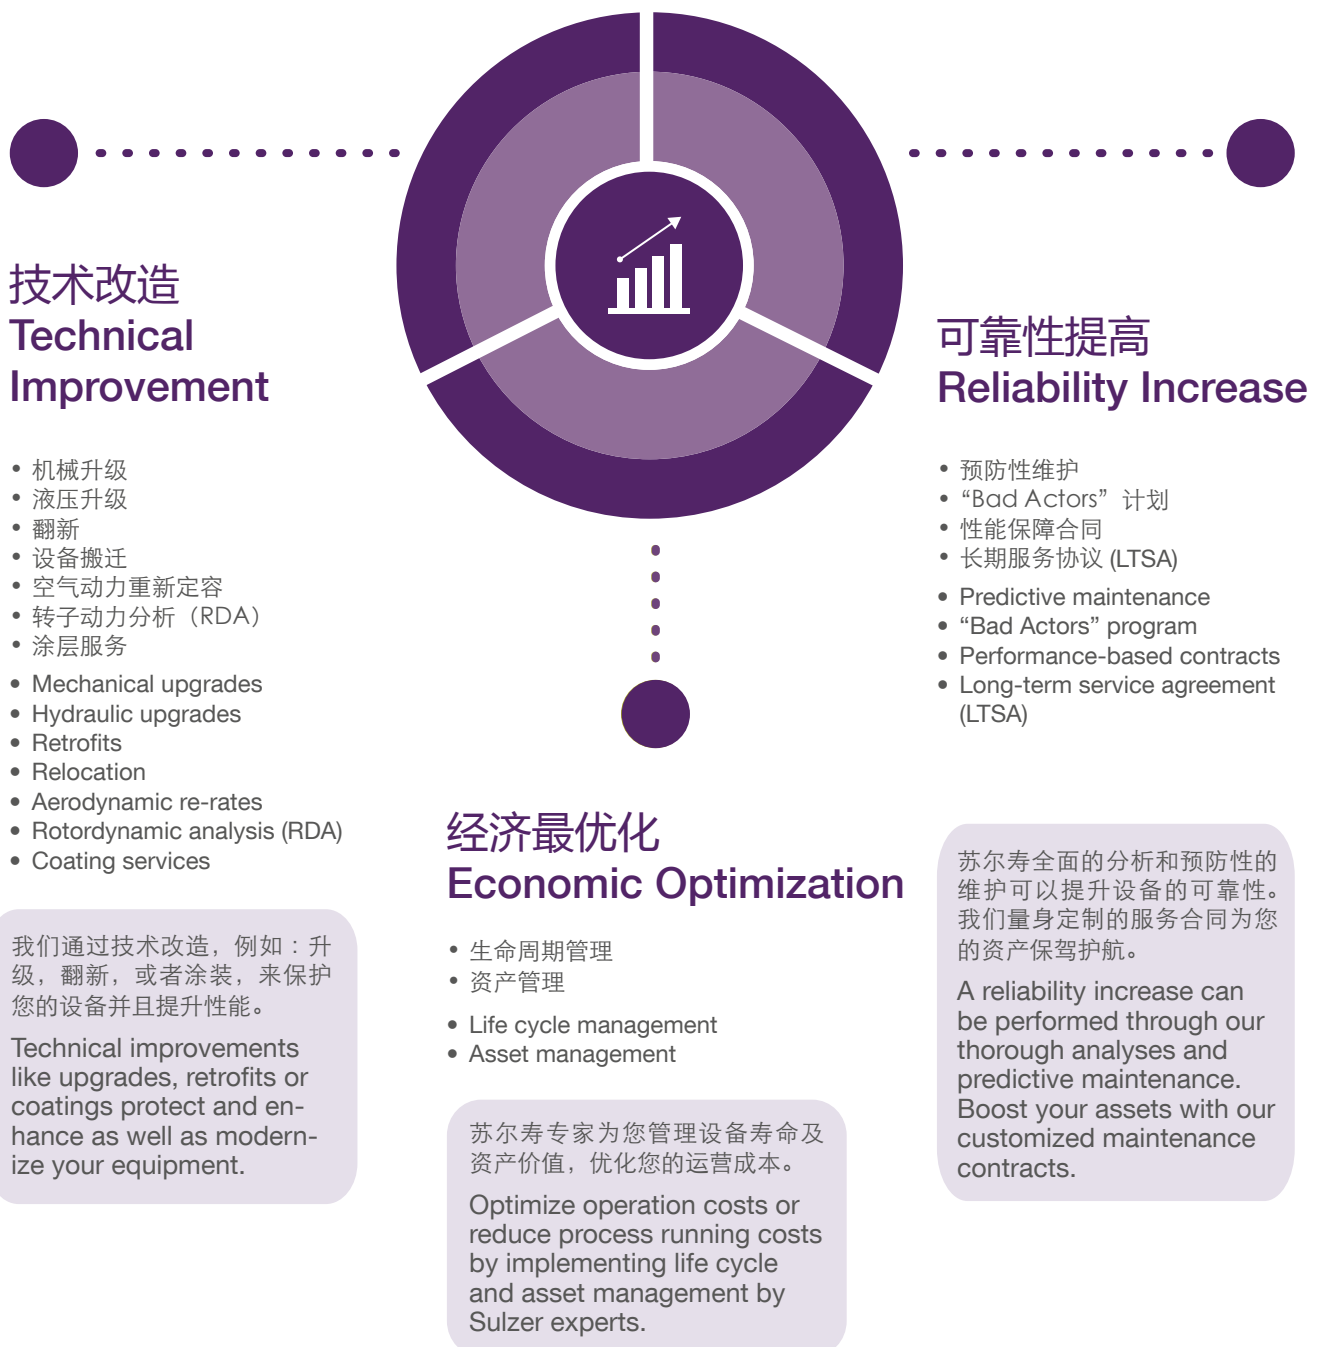 技术改造
Technical
Improvement
• 机械升级
• 液压升级
• 翻新
• 设备搬迁
• 空气动力重新定容
• 转子动力分析（RDA）
• 涂层服务
• Mechanical upgrades
• Hydraulic upgrades
• Retrofits
• Relocation
• Aerodynamic re-rates
• Rotordynamic analysis (RDA)
• Coating services
我们通过技术改造，例如：升
级，翻新，或者涂装，来保护
您的设备并且提升性能。
Technical improvements
like upgrades, retrofits or
coatings protect and en-
hance as well as modern-
ize your equipment.
经济最优化
Economic Optimization
• 生命周期管理
• 资产管理
• Life cycle management
• Asset management
苏尔寿专家为您管理设备寿命及
资产价值，优化您的运营成本。
Optimize operation costs or
reduce process running costs
by implementing life cycle
and asset management by
Sulzer experts.
可靠性提高
Reliability Increase
• 预防性维护
• “Bad Actors” 计划
• 性能保障合同
• 长期服务协议 (LTSA)
• Predictive maintenance
• “Bad Actors” program
• Performance-based contracts
• Long-term service agreement
(LTSA)
苏尔寿全面的分析和预防性的
维护可以提升设备的可靠性。
我们量身定制的服务合同为您
的资产保驾护航。
A reliability increase can
be performed through our
thorough analyses and
predictive maintenance.
Boost your assets with our
customized maintenance
contracts.